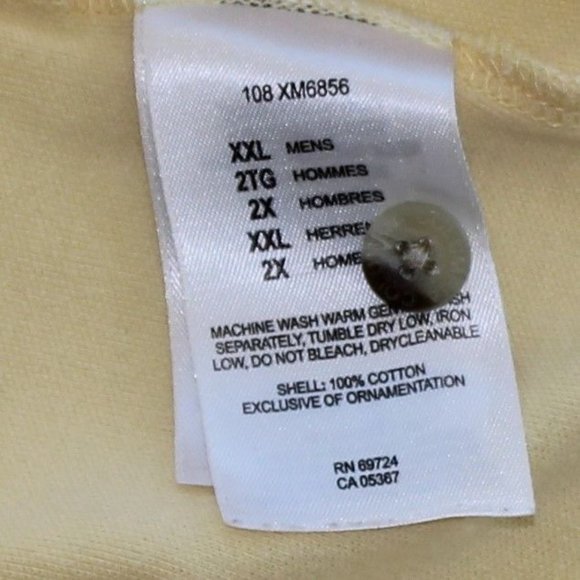 108 XM6856
XXL MENS
2TG HOMMES
2X HOMBRES
XXL
2X
MACHINE WASH WARM
SEPARATELY, TUMBLE DRY LOW, IRON
LOW, DO NOT BLEACH, DRYCLEANABLE
SHELL: 100% COTTON
EXCLUSIVE OF ORNAMENTATION
RN 69724
CA 05367